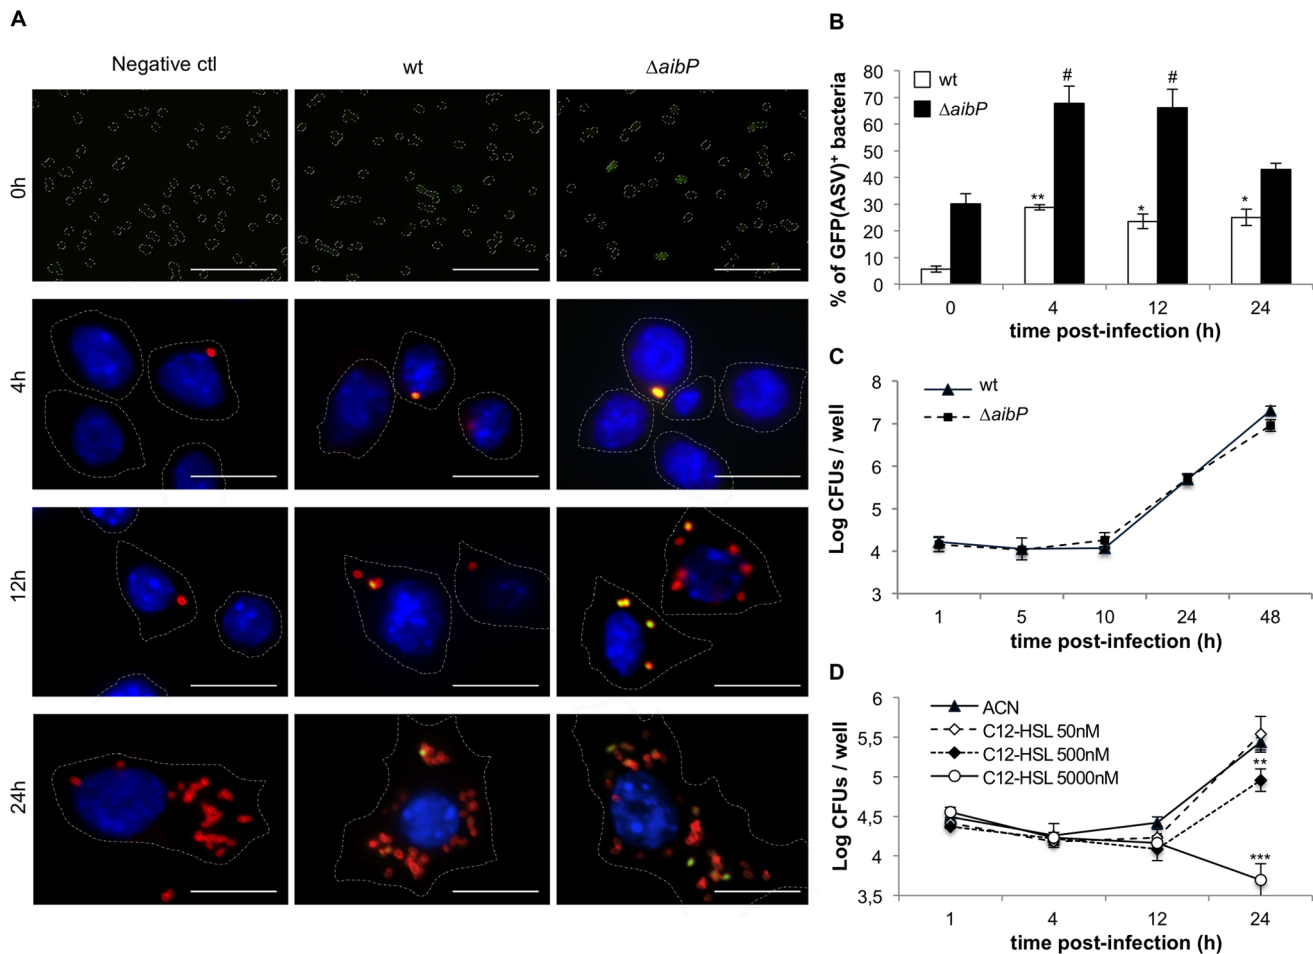 A
Negative ctl
wt
ΔaibP
0h
4h
12h
24h
B
% of GFP(ASV)+ bacteria
80
70
60
50
40
30
20
10
0
wt
ΔaibP
**
#
*
#
*
0
4
12
24
time post-infection (h)
C
Log CFUs / well
8
7
6
5
4
3
wt
ΔaibP
1
5
10
24
48
time post-infection (h)
D
Log CFUs / well
6
5,5
5
4,5
4
3,5
ACN
C12-HSL 50nM
C12-HSL 500nM
C12-HSL 5000nM
**
***
1
4
12
24
time post-infection (h)